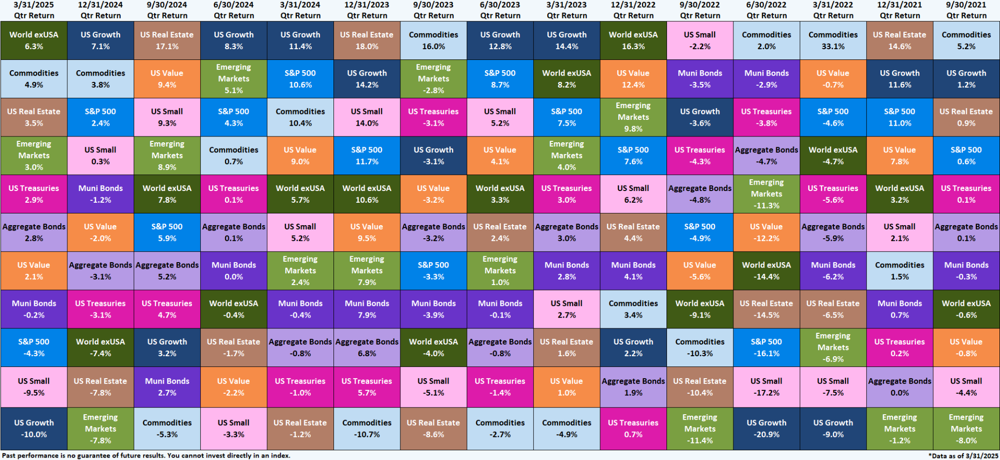 3/31/2025 12/31/2024 9/30/2024 6/30/2024 3/31/2024 12/31/2023 9/30/2023 6/30/2023 3/31/2023 12/31/2022 9/30/2022 6/30/2022 3/31/2022 12/31/2021 9/30/2021
Qtr Return Qtr Return Qtr Return Qtr Return Qtr Return Qtr Return Qtr Return Qtr Return Qtr Return Qtr Return Qtr Return Qtr Return Qtr Return Qtr Return Qtr Return
World exUSA US Growth US Real Estate US Growth US Growth US Real Estate Commodities US Growth US Growth World exUSA US Small Commodities Commodities US Real Estate Commodities
6.3% 7.1% 17.1% 8.3% 11.4% 18.0% 16.0% 12.8% 14.4% 16.3% -2.2% 2.0% 33.1% 14.6% 5.2%
Commodities Commodities US Value Emerging Markets S&P 500 US Growth Emerging Markets S&P 500 World exUSA US Value Muni Bonds Muni Bonds US Value US Growth US Growth
4.9% 3.8% 9.4% 5.1% 10.6% 14.2% -2.8% 8.7% 8.2% 12.4% -3.5% -2.9% -0.7% 11.6% 1.2%
US Real Estate S&P 500 US Small S&P 500 Commodities US Small US Treasuries US Small S&P 500 Emerging Markets US Growth US Treasuries S&P 500 S&P 500 US Real Estate
3.5% 2.4% 9.3% 4.3% 10.4% 14.0% -3.1% 5.2% 7.5% 9.8% -3.6% -3.8% -4.6% 11.0% 0.9%
Emerging Markets US Small Emerging Markets Commodities US Value S&P 500 US Growth US Value Emerging Markets S&P 500 US Treasuries Aggregate Bonds World exUSA US Value S&P 500
3.0% 0.3% 8.9% 0.7% 9.0% 11.7% -3.1% 4.1% 4.0% 7.6% -4.3% -4.7% -4.7% 7.8% 0.6%
US Treasuries Muni Bonds World exUSA US Treasuries World exUSA World exUSA US Value World exUSA US Treasuries US Small Aggregate Bonds Emerging Markets US Treasuries World exUSA US Treasuries
2.9% -1.2% 7.8% 0.1% 5.7% 10.6% -3.2% 3.3% 3.0% 6.2% -4.8% -11.3% -5.6% 3.2% 0.1%
Aggregate Bonds US Value S&P 500 Aggregate Bonds US Small US Value Aggregate Bonds US Real Estate Aggregate Bonds US Real Estate S&P 500 US Value Aggregate Bonds US Small Aggregate Bonds
2.8% -2.0% 5.9% 0.1% 5.2% 9.5% -3.2% 2.4% 3.0% 4.4% -4.9% -12.2% -5.9% 2.1% 0.1%
US Value Aggregate Bonds Aggregate Bonds Muni Bonds Emerging Markets Emerging Markets S&P 500 Emerging Markets Muni Bonds Muni Bonds US Value World exUSA Muni Bonds Commodities Muni Bonds
2.1% -3.1% 5.2% 0.0% 2.4% 7.9% -3.3% 1.0% 2.8% 4.1% -5.6% -14.4% -6.2% 1.5% -0.3%
Muni Bonds US Treasuries US Treasuries World exUSA Muni Bonds Muni Bonds Muni Bonds Muni Bonds US Small Commodities World exUSA US Real Estate US Real Estate Muni Bonds World exUSA
-0.2% -3.1% 4.7% -0.4% -0.4% 7.9% -3.9% -0.1% 2.7% 3.4% -9.1% -14.5% -6.5% 0.7% -0.6%
S&P 500 World exUSA US Growth US Real Estate Aggregate Bonds Aggregate Bonds World exUSA Aggregate Bonds US Real Estate US Growth Commodities S&P 500 Emerging Markets US Treasuries US Value
-4.3% -7.4% 3.2% -1.7% -0.8% 6.8% -4.0% -0.8% 1.6% 2.2% -10.3% -16.1% -6.9% 0.2% -0.8%
US Small US Real Estate Muni Bonds US Value US Treasuries US Treasuries US Small US Treasuries US Value Aggregate Bonds US Real Estate US Small US Small Aggregate Bonds US Small
-9.5% -7.8% 2.7% -2.2% -1.0% 5.7% -5.1% -1.4% 1.0% 1.9% -10.4% -17.2% -7.5% 0.0% -4.4%
US Growth Emerging Markets Commodities US Small US Real Estate Commodities US Real Estate Commodities Commodities US Treasuries Emerging Markets US Growth US Growth Emerging Markets Emerging Markets
-10.0% -7.8% -5.3% -3.3% -1.2% -10.7% -8.6% -2.7% -4.9% 0.7% -11.4% -20.9% -9.0% -1.2% -8.0%
Past performance is no guarantee of future results. You cannot invest directly in an index. *Data as of 3/31/2025